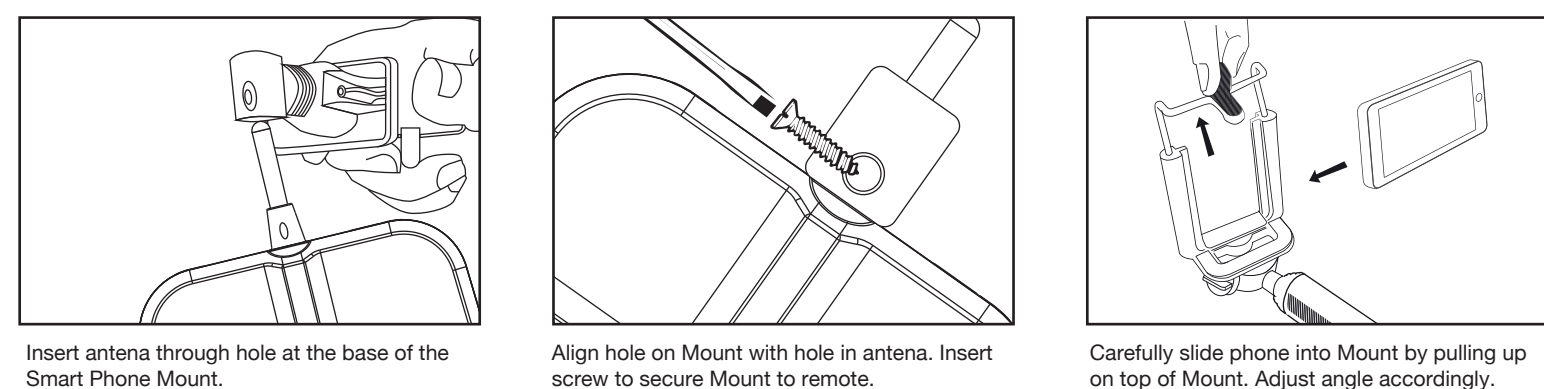 Insert antena through hole at the base of the
Smart Phone Mount.
Align hole on Mount with hole in antena. Insert
screw to secure Mount to remote.
Carefully slide phone into Mount by pulling up
on top of Mount. Adjust angle accordingly.